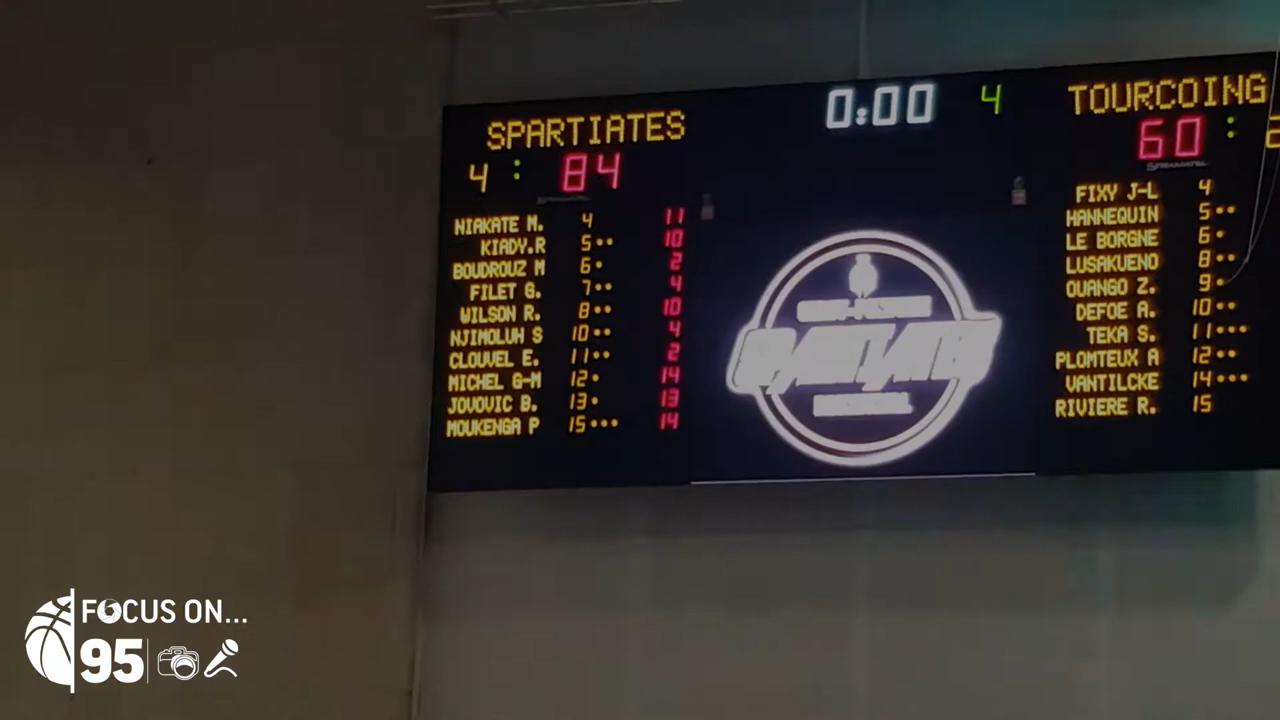 0:00 4
SPARTIATES
4 : 84
NIAKATE M. 4 11
KIADY.R 5•• 10
BOUDROUZ M 6• 2
FILET G. 7•• 4
WILSON R. 8•• 10
NJIMOLUH S 10•• 4
CLOUVEL E. 11•• 2
MICHEL G-M 12• 14
JOVOVIC B. 13• 13
MOUKENGA P 15••• 14
SPARTIATES
TOURCOING
60 :
FIXY J-L 4
HANNEQUIN 5••
LE BORGNE 6•
LUSAKUENO 8••
OUANGO Z. 9•
DEFOE A. 10••
TEKA S. 11•••
PLOMTEUX A 12••
VANTILCKE 14•••
RIVIERE R. 15
FOCUS ON...
95